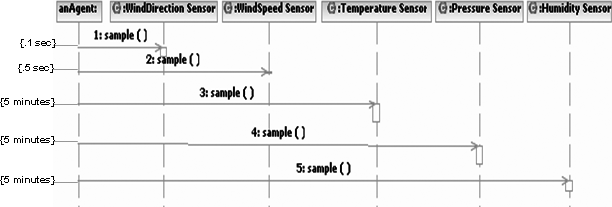 anAgent: C :WindDirection Sensor C :WindSpeed Sensor C :Temperature Sensor C :Pressure Sensor C :Humidity Sensor
1: sample ( )
{.1 sec}
2: sample ( )
{.5 sec}
3: sample ( )
{5 minutes}
4: sample ( )
{5 minutes}
5: sample ( )
{5 minutes}